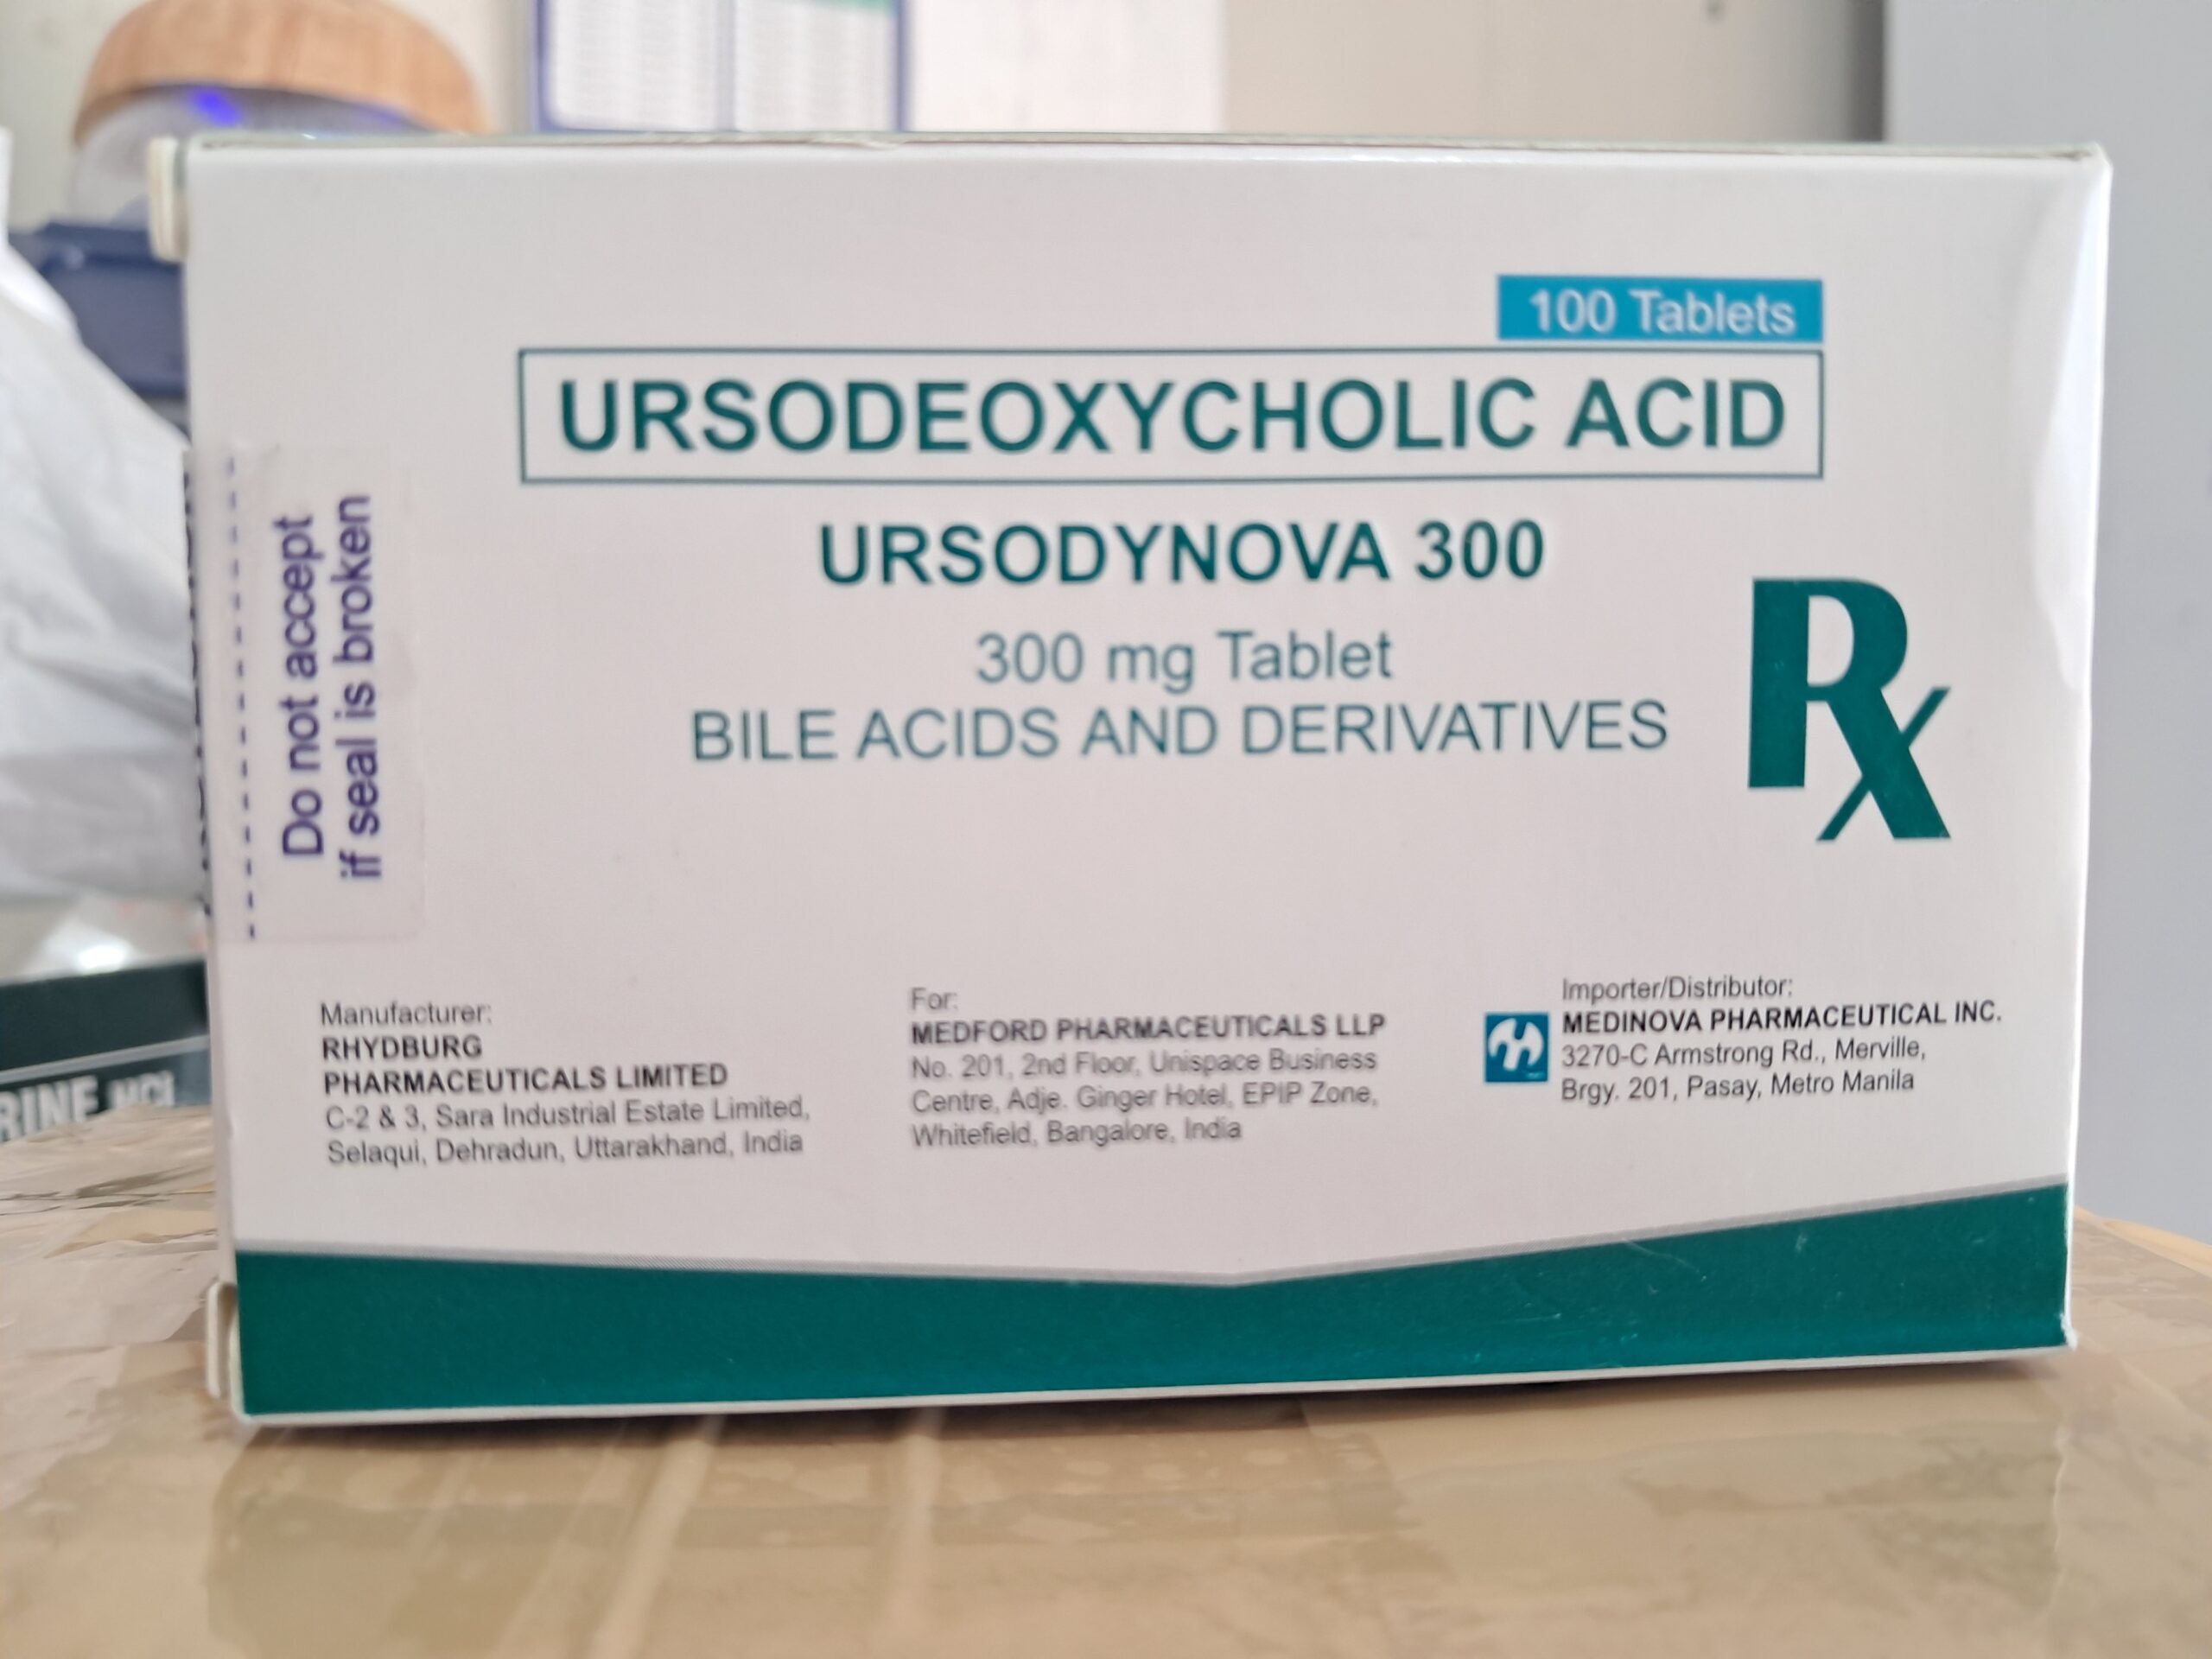 100 Tablets
URSODEOXYCHOLIC ACID
URSODYNOVA 300
300 mg Tablet
BILE ACIDS AND DERIVATIVES
Rx
Do not accept
if seal is broken
Manufacturer:
RHYDBURG
PHARMACEUTICALS LIMITED
C-2 & 3, Sara Industrial Estate Limited,
Selaqui, Dehradun, Uttarakhand, India
For:
MEDFORD PHARMACEUTICALS LLP
No. 201, 2nd Floor, Unispace Business
Centre, Adje. Ginger Hotel, EPIP Zone,
Whitefield, Bangalore, India
Importer/Distributor:
MEDINOVA PHARMACEUTICAL INC.
3270-C Armstrong Rd., Merville,
Brgy. 201, Pasay, Metro Manila
RINE HCl